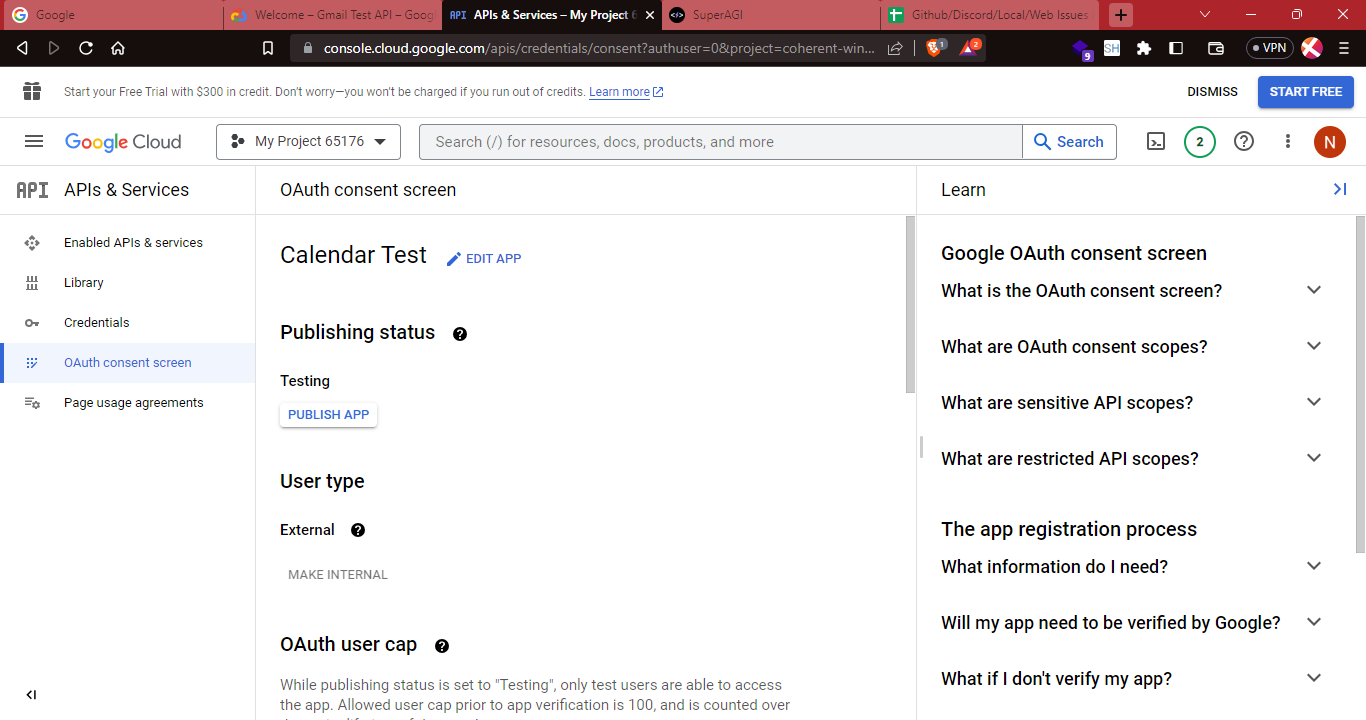 Google
Welcome – Gmail Test API – Goog
API APIs & Services – My Project 6
SuperAGI
Github/Discord/Local/Web Issues
console.cloud.google.com/apis/credentials/consent?authuser=0&project=coherent-win...
1
2
9
SH
VPN
Start your Free Trial with $300 in credit. Don't worry—you won't be charged if you run out of credits. Learn more
DISMISS
START FREE
Google Cloud
My Project 65176
Search (/) for resources, docs, products, and more
Search
2
N
API APIs & Services
OAuth consent screen
Learn
Enabled APIs & services
Library
Credentials
OAuth consent screen
Page usage agreements
Calendar Test
EDIT APP
Publishing status
Testing
PUBLISH APP
User type
External
MAKE INTERNAL
OAuth user cap
While publishing status is set to "Testing", only test users are able to access
the app. Allowed user cap prior to app verification is 100, and is counted over
Google OAuth consent screen
What is the OAuth consent screen?
What are OAuth consent scopes?
What are sensitive API scopes?
What are restricted API scopes?
The app registration process
What information do I need?
Will my app need to be verified by Google?
What if I don't verify my app?